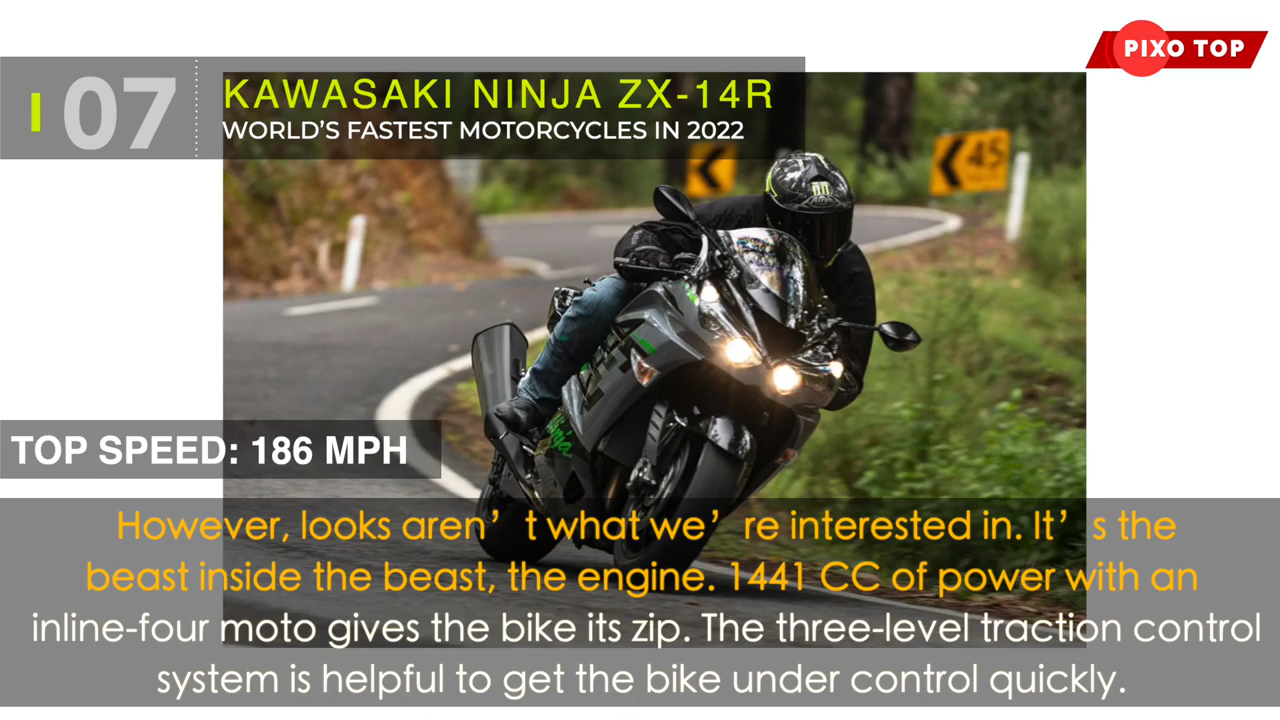 PIXO TOP
07
KAWASAKI NINJA ZX-14R
WORLD'S FASTEST MOTORCYCLES IN 2022
45
TOP SPEED: 186 MPH
However, looks aren’t what we’re interested in. It’s the
beast inside the beast, the engine. 1441 CC of power with an
inline-four moto gives the bike its zip. The three-level traction control
system is helpful to get the bike under control quickly.
Ninja